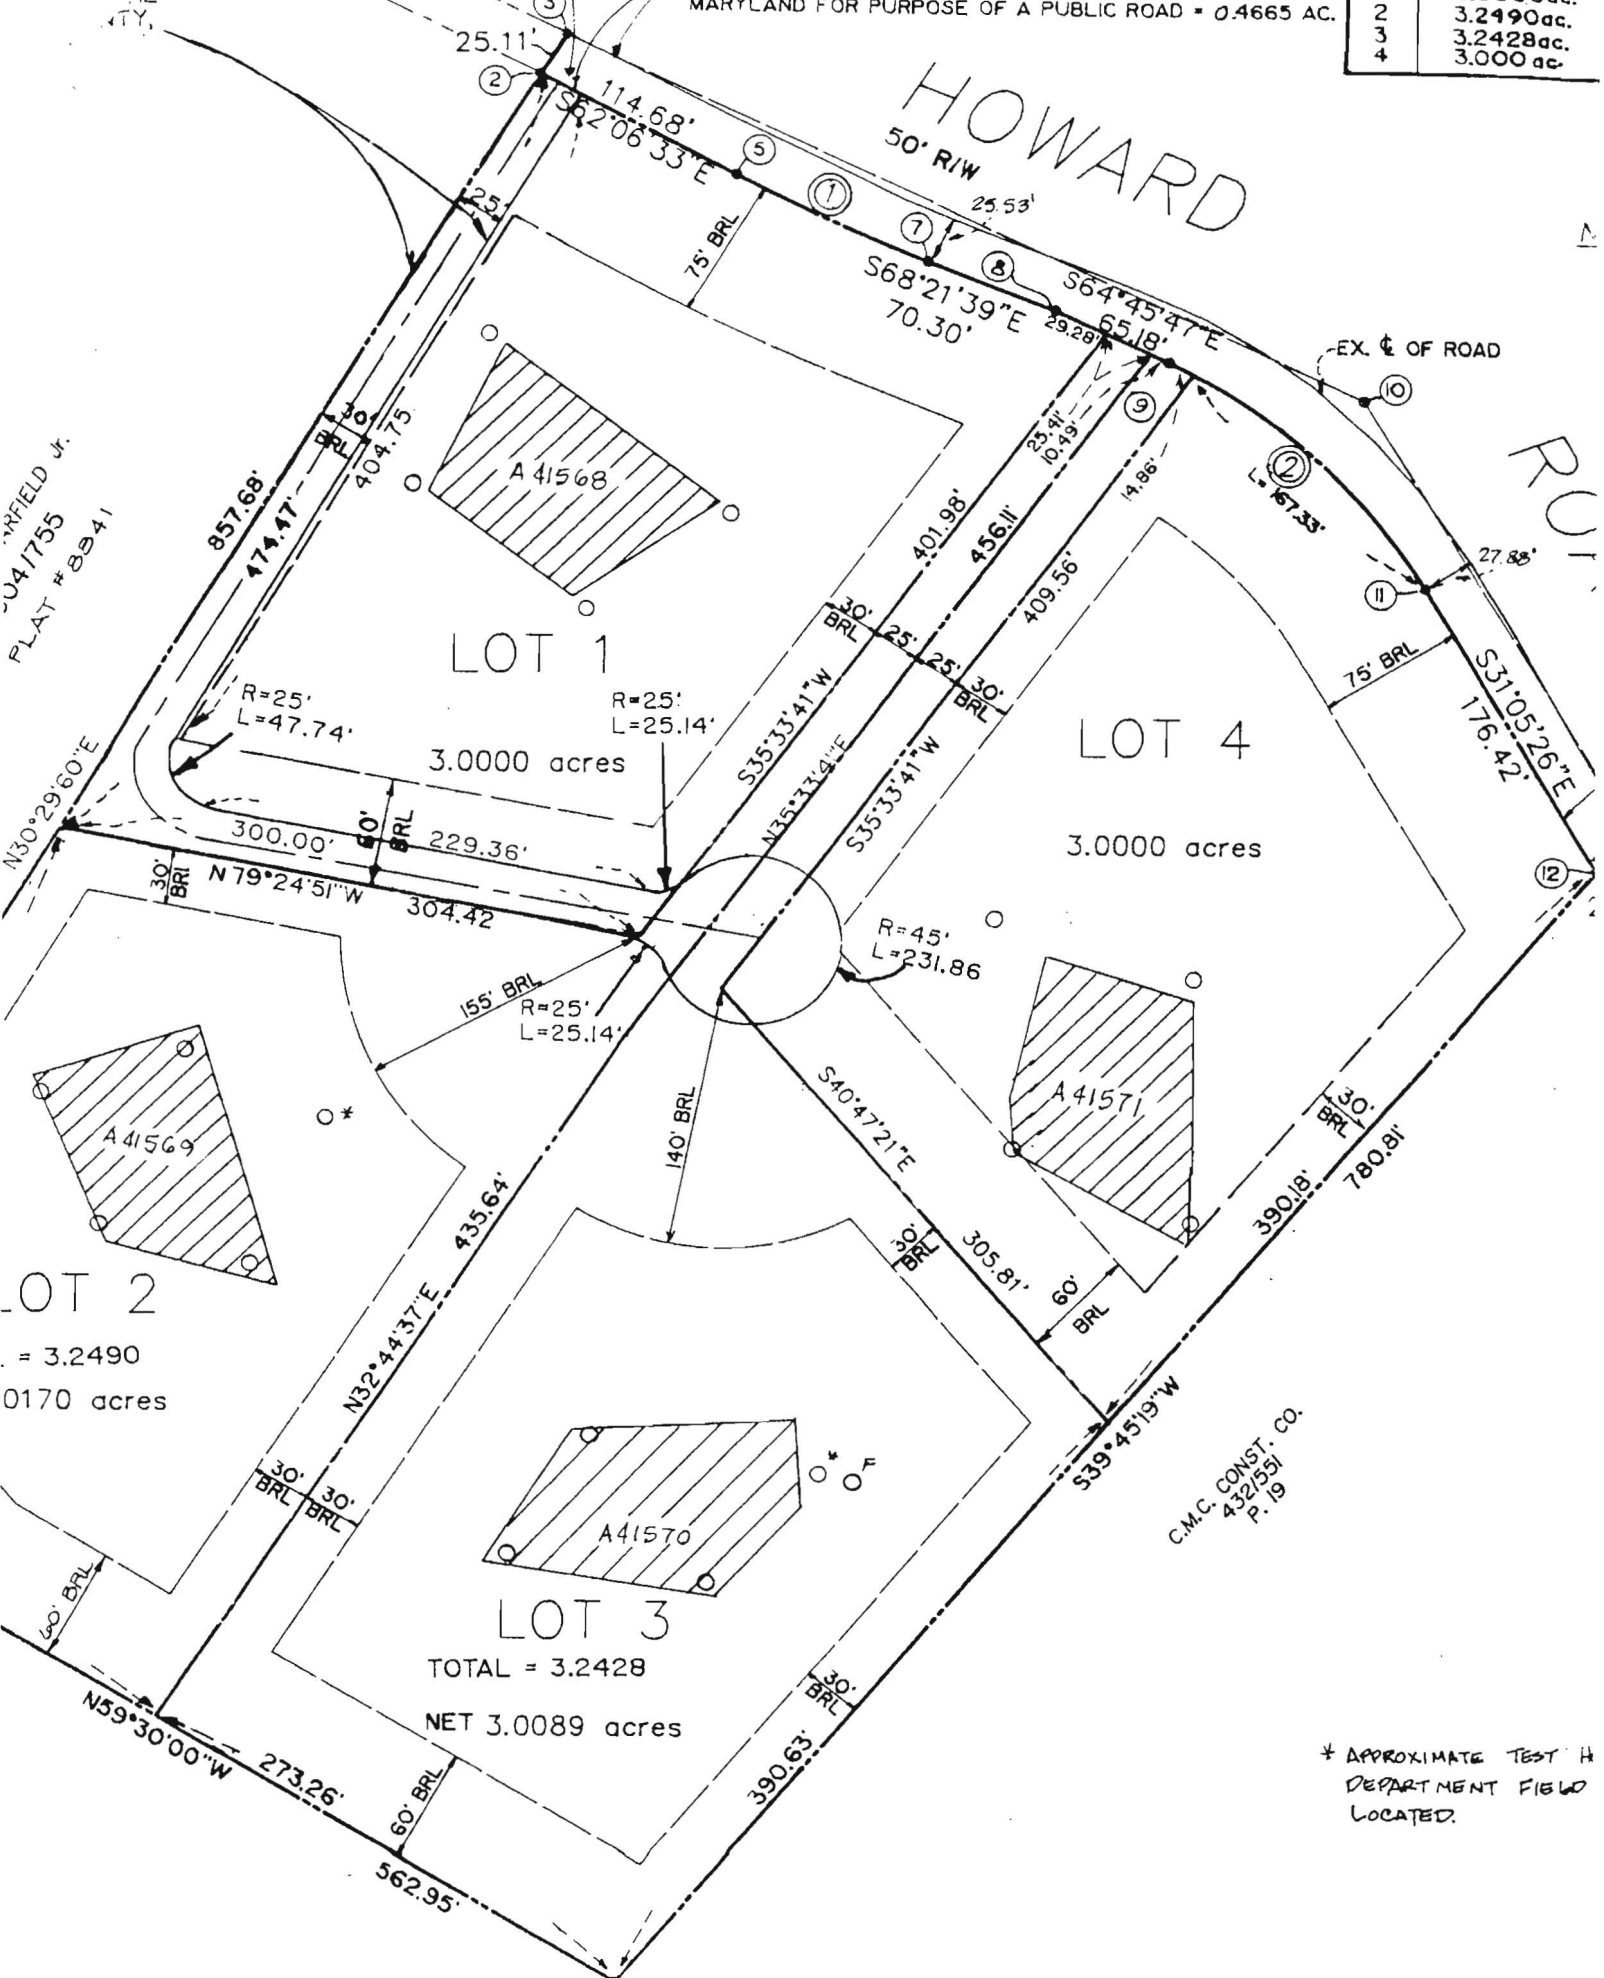 MARYLAND FOR PURPOSE OF A PUBLIC ROAD = 0.4665 AC.
2 3.2490ac.
3 3.2428ac.
4 3.000 ac.
3
25.11'
2
114.68'
S62°06'33"E
5
1
HOWARD
50' R/W
25.53'
7
8
25'
75' BRL
S68°21'39"E
70.30'
S64°45'47"E
65.18'
29.28'
EX. ℄ OF ROAD
10
9
25.41'
10.49'
14.86'
2
L=167.33'
27.88'
11
30'
BRL
404.75
857.68'
474.47'
A 41568
401.98'
456.11'
409.56'
PLAT #8841
LOT 1
R=25'
L=47.74'
R=25'
L=25.14'
3.0000 acres
30'
BRL
25'
25'
30'
BRL
75' BRL
S31°05'26"E
176.42'
LOT 4
3.0000 acres
S35°33'41"W
N35°33'41"E
S35°33'41"W
N30°29'60"E
300.00'
60'
BRL
229.36'
30'
N79°24'51"W
304.42
12
R=45'
L=231.86
155' BRL
R=25'
L=25.14'
A 41569
*
140' BRL
S40°47'21"E
A 41571
30'
BRL
390.18'
780.81'
435.64'
30'
BRL
305.81'
60'
BRL
LOT 2
= 3.2490
0170 acres
N32°44'37"E
S39°45'19"W
C.M.C. CONST. CO.
432/551
P. 19
30'
BRL
30'
BRL
*
F
A41570
60' BRL
LOT 3
TOTAL = 3.2428
NET 3.0089 acres
30'
BRL
390.63'
N59°30'00"W
273.26'
60' BRL
562.95'
* APPROXIMATE TEST H
DEPARTMENT FIELD
LOCATED.